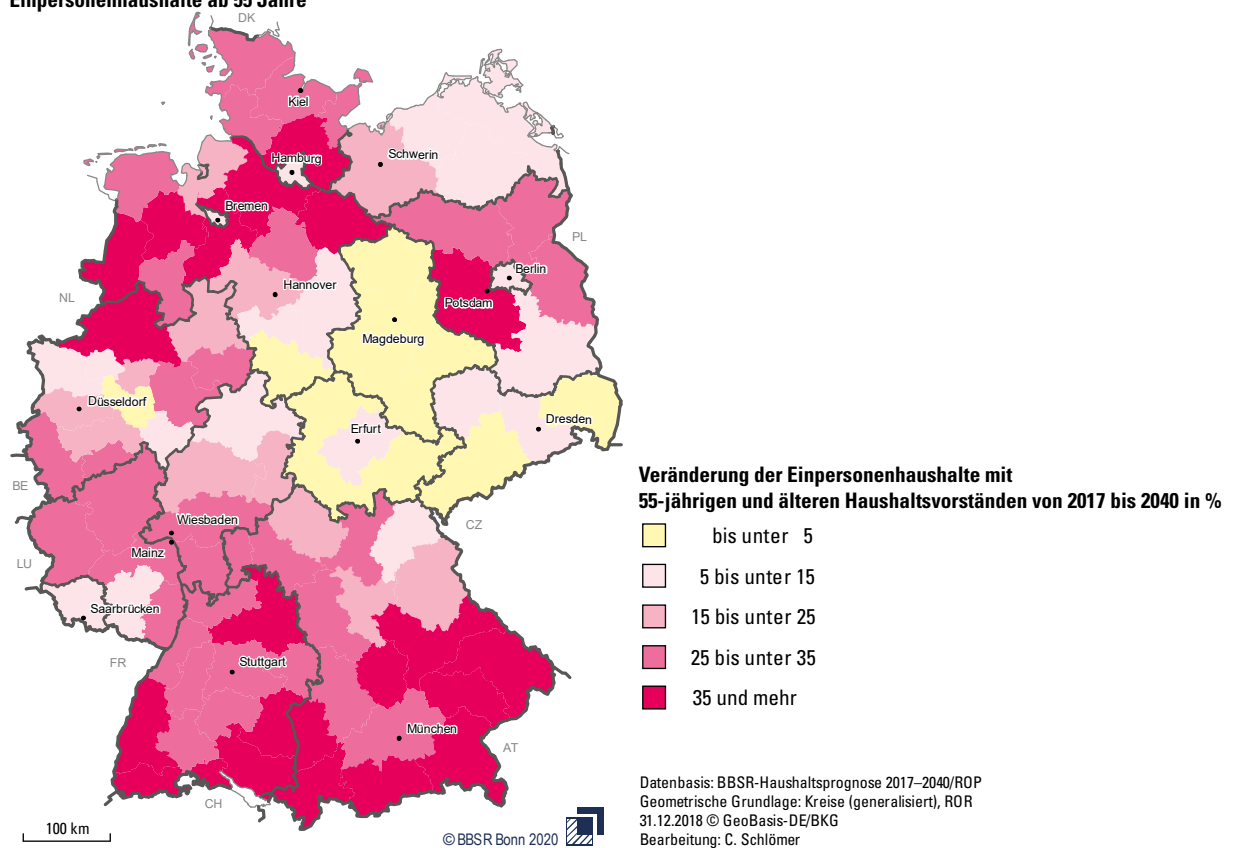 Einpersonenhaushalte ab 55 Jahre
DK
Kiel
Hamburg
Schwerin
Bremen
PL
Berlin
Hannover
NL
Potsdam
Magdeburg
Düsseldorf
Dresden
Erfurt
BE
Wiesbaden
CZ
Mainz
LU
Saarbrücken
FR
Stuttgart
München
AT
CH
100 km
© BBSR Bonn 2020
Veränderung der Einpersonenhaushalte mit
55-jährigen und älteren Haushaltsvorständen von 2017 bis 2040 in %
bis unter 5
5 bis unter 15
15 bis unter 25
25 bis unter 35
35 und mehr
Datenbasis: BBSR-Haushaltsprognose 2017–2040/ROP
Geometrische Grundlage: Kreise (generalisiert), ROR
31.12.2018 © GeoBasis-DE/BKG
Bearbeitung: C. Schlömer